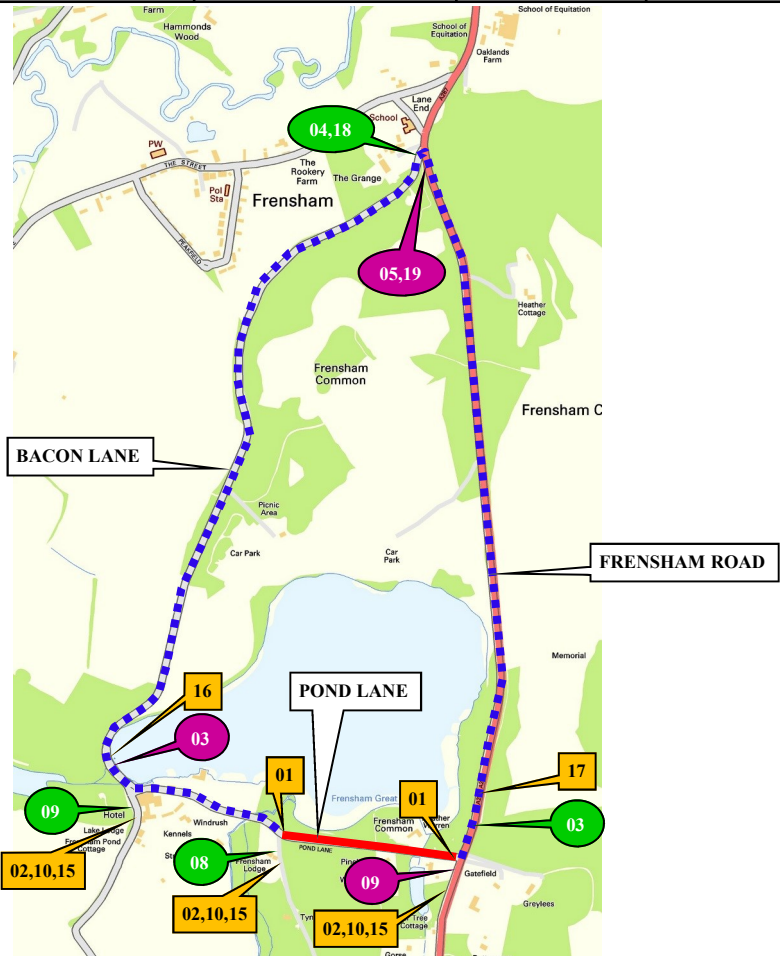 Farm
Hammonds
Wood
School of Equitation
School of
Equitation
Oaklands
Farm
A287
Lane
End
School
04,18
PW
THE STREET
The
Rookery
Farm
The Grange
Pol
Sta
Frensham
PEAKFIELD
05,19
Heather
Cottage
Frensham
Common
Frensham C
BACON LANE
Picnic
Area
Car Park
Car
Park
FRENSHAM ROAD
Memorial
16
POND LANE
03
01
01
17
Frensham Great
09
Hotel
Windrush
Frensham
Common
03
Kennels
Cottage
POND LANE
08
Frensham
Lodge
09
Gatefield
02,10,15
02,10,15
02,10,15
Greylees
Tree
Cottage